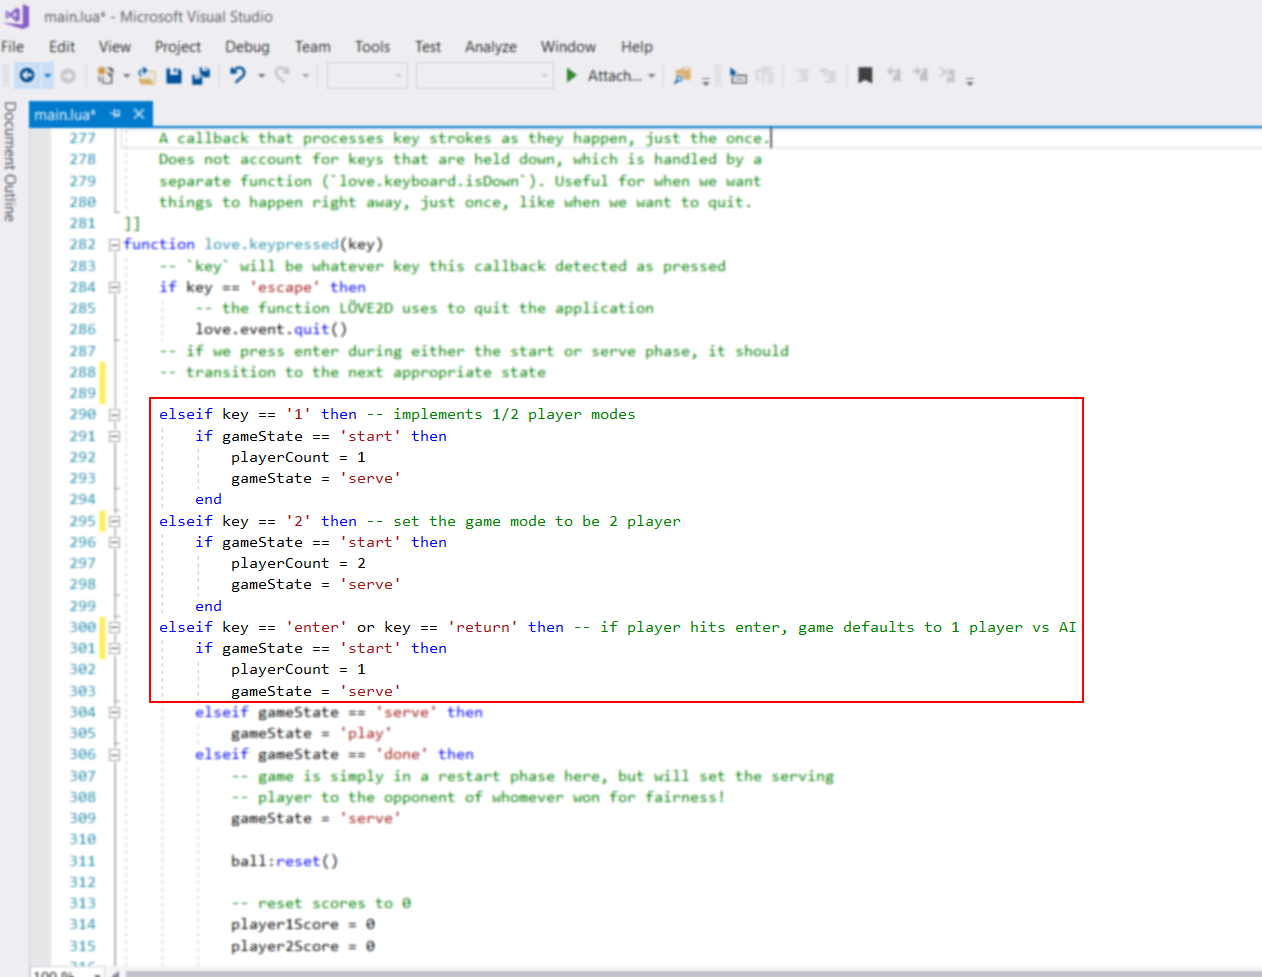 main.lua* - Microsoft Visual Studio
File Edit View Project Debug Team Tools Test Analyze Window Help
Attach...
main.lua*
Document Outline
277 A callback that processes key strokes as they happen, just the once.
278 Does not account for keys that are held down, which is handled by a
279 separate function (`love.keyboard.isDown`). Useful for when we want
280 things to happen right away, just once, like when we want to quit.
281 ]]
282 function love.keypressed(key)
283 -- `key` will be whatever key this callback detected as pressed
284 if key == 'escape' then
285 -- the function LÖVE2D uses to quit the application
286 love.event.quit()
287 -- if we press enter during either the start or serve phase, it should
288 -- transition to the next appropriate state
289
290 elseif key == '1' then -- implements 1/2 player modes
291 if gameState == 'start' then
292 playerCount = 1
293 gameState = 'serve'
294 end
295 elseif key == '2' then -- set the game mode to be 2 player
296 if gameState == 'start' then
297 playerCount = 2
298 gameState = 'serve'
299 end
300 elseif key == 'enter' or key == 'return' then -- if player hits enter, game defaults to 1 player vs AI
301 if gameState == 'start' then
302 playerCount = 1
303 gameState = 'serve'
304 elseif gameState == 'serve' then
305 gameState = 'play'
306 elseif gameState == 'done' then
307 -- game is simply in a restart phase here, but will set the serving
308 -- player to the opponent of whomever won for fairness!
309 gameState = 'serve'
310
311 ball:reset()
312
313 -- reset scores to 0
314 player1Score = 0
315 player2Score = 0
316
100 %